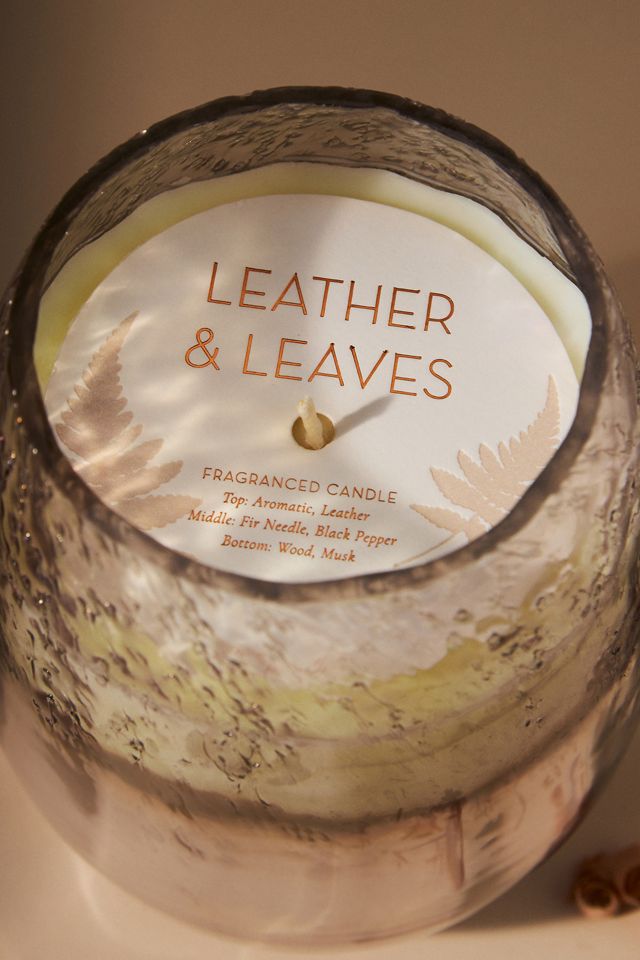 LEATHER
& LEAVES
FRAGRANCED CANDLE
Top: Aromatic, Leather
Middle: Fir Needle, Black Pepper
Bottom: Wood, Musk